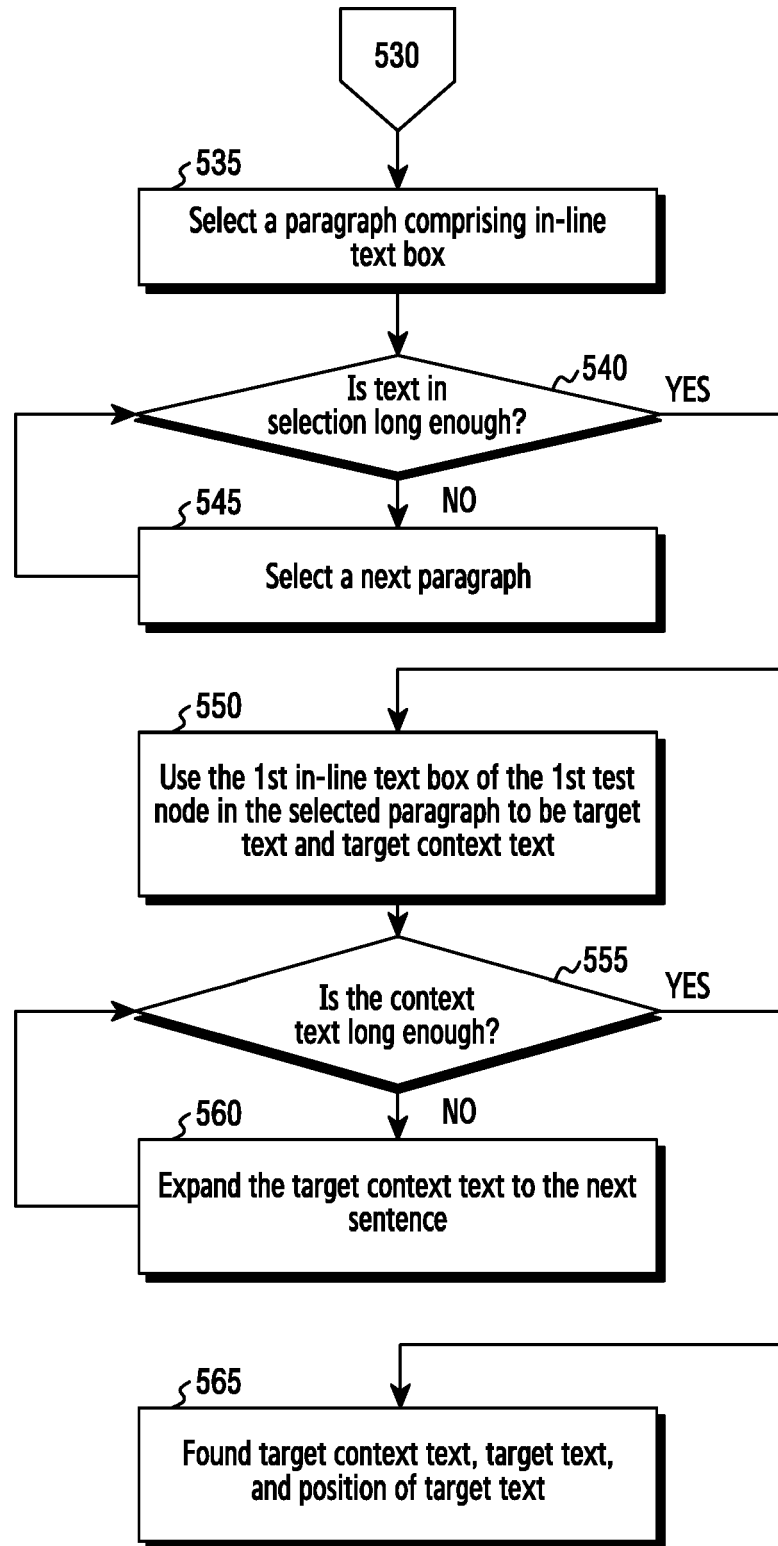 530
535
Select a paragraph comprising in-line
text box
540
Is text in
selection long enough?
YES
NO
545
Select a next paragraph
550
Use the 1st in-line text box of the 1st test
node in the selected paragraph to be target
text and target context text
555
Is the context
text long enough?
YES
NO
560
Expand the target context text to the next
sentence
565
Found target context text, target text,
and position of target text